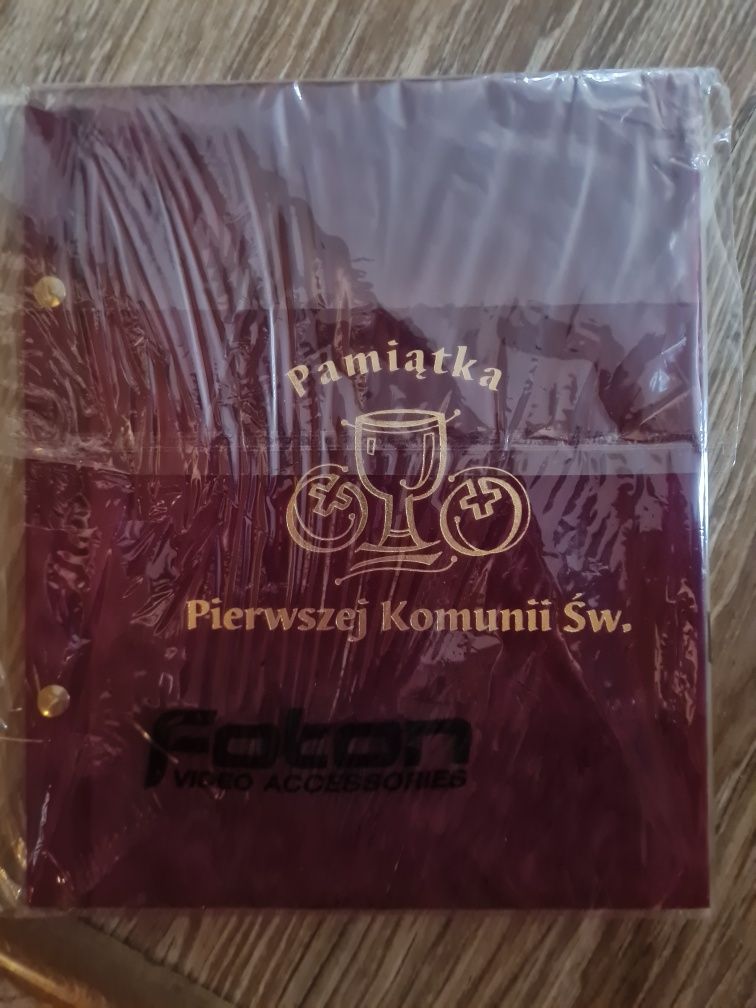 Pamiątka
Pierwszej Komunii Św.
Foton
VIDEO ACCESSORIES